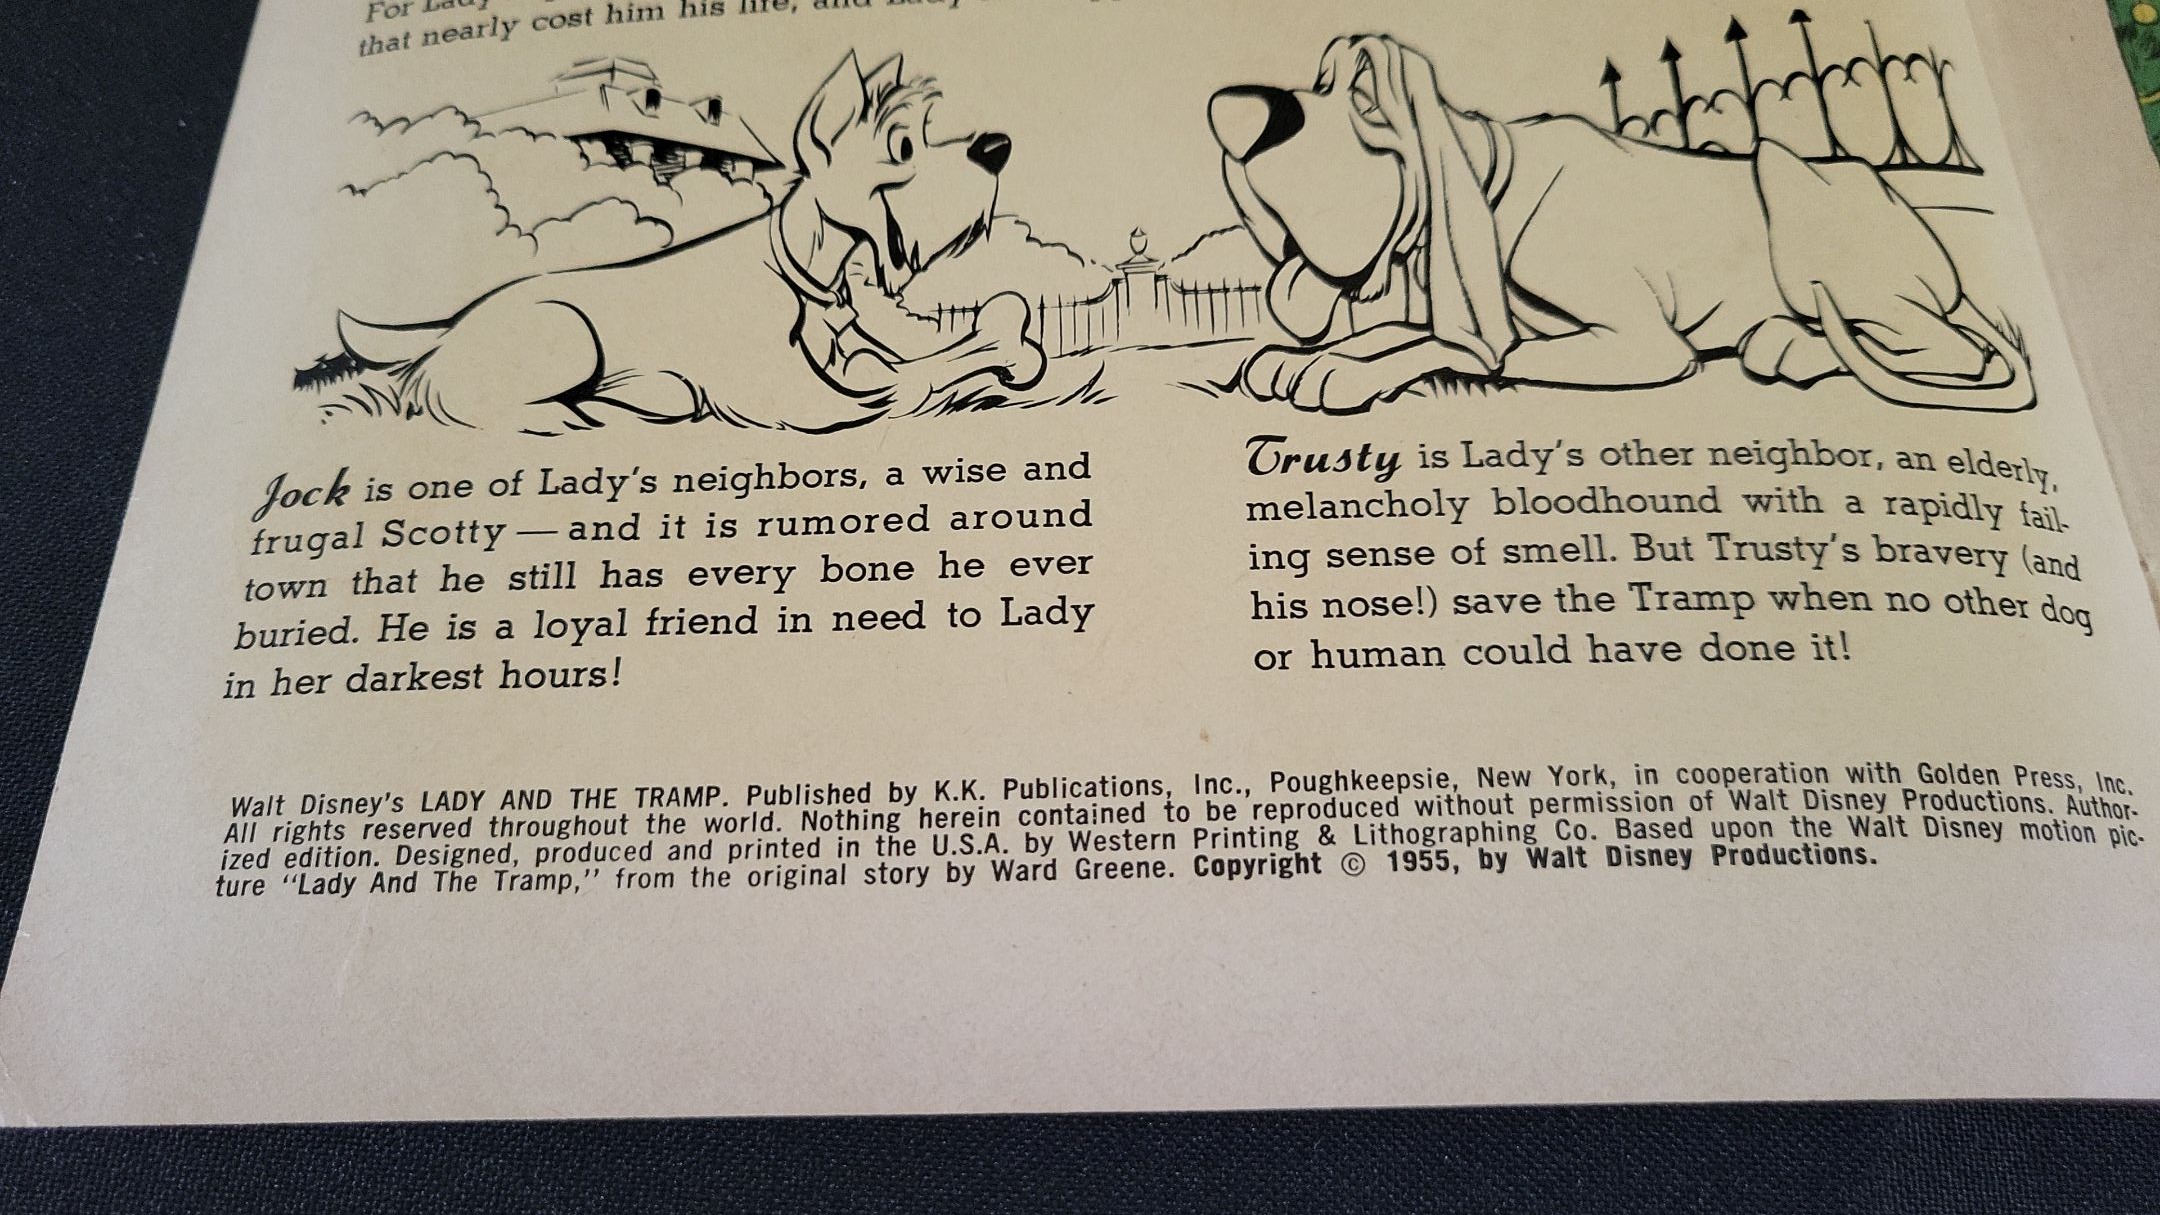 For Lady
that nearly cost him his life, and Lady
Jock is one of Lady's neighbors, a wise and
frugal Scotty — and it is rumored around
town that he still has every bone he ever
buried. He is a loyal friend in need to Lady
in her darkest hours!
Trusty is Lady's other neighbor, an elderly,
melancholy bloodhound with a rapidly fail-
ing sense of smell. But Trusty's bravery (and
his nose!) save the Tramp when no other dog
or human could have done it!
Walt Disney's LADY AND THE TRAMP. Published by K.K. Publications, Inc., Poughkeepsie, New York, in cooperation with Golden Press, Inc.
All rights reserved throughout the world. Nothing herein contained to be reproduced without permission of Walt Disney Productions. Author-
ized edition. Designed, produced and printed in the U.S.A. by Western Printing & Lithographing Co. Based upon the Walt Disney motion pic-
ture "Lady And The Tramp," from the original story by Ward Greene. Copyright © 1955, by Walt Disney Productions.